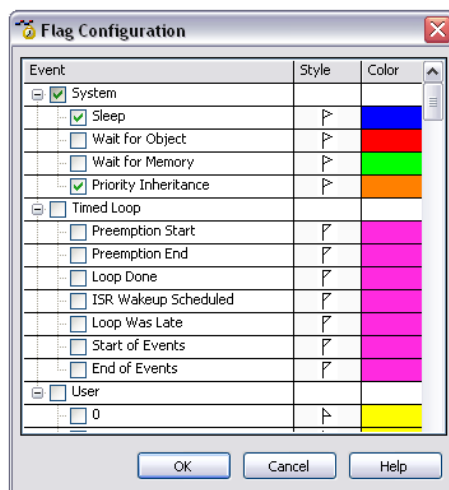 Flag Configuration
Event Style Color
System
Sleep
Wait for Object
Wait for Memory
Priority Inheritance
Timed Loop
Preemption Start
Preemption End
Loop Done
ISR Wakeup Scheduled
Loop Was Late
Start of Events
End of Events
User
0
OK Cancel Help